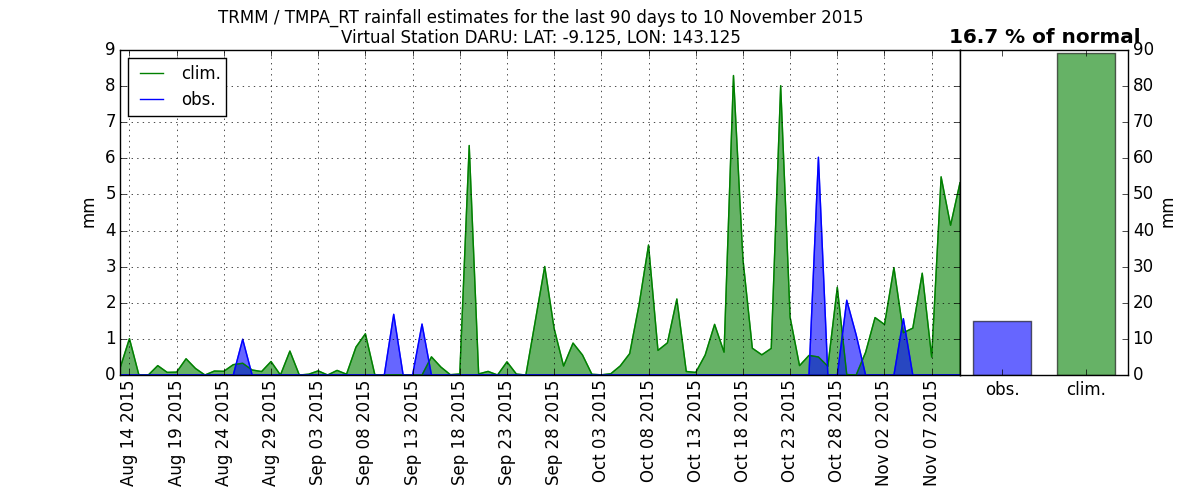 TRMM / TMPA_RT rainfall estimates for the last 90 days to 10 November 2015
Virtual Station DARU: LAT: -9.125, LON: 143.125
16.7 % of normal
clim.
obs.
mm
9
8
7
6
5
4
3
2
1
0
90
80
70
60
50
40
30
20
10
0
mm
Aug 14 2015
Aug 19 2015
Aug 24 2015
Aug 29 2015
Sep 03 2015
Sep 08 2015
Sep 13 2015
Sep 18 2015
Sep 23 2015
Sep 28 2015
Oct 03 2015
Oct 08 2015
Oct 13 2015
Oct 18 2015
Oct 23 2015
Oct 28 2015
Nov 02 2015
Nov 07 2015
obs.
clim.